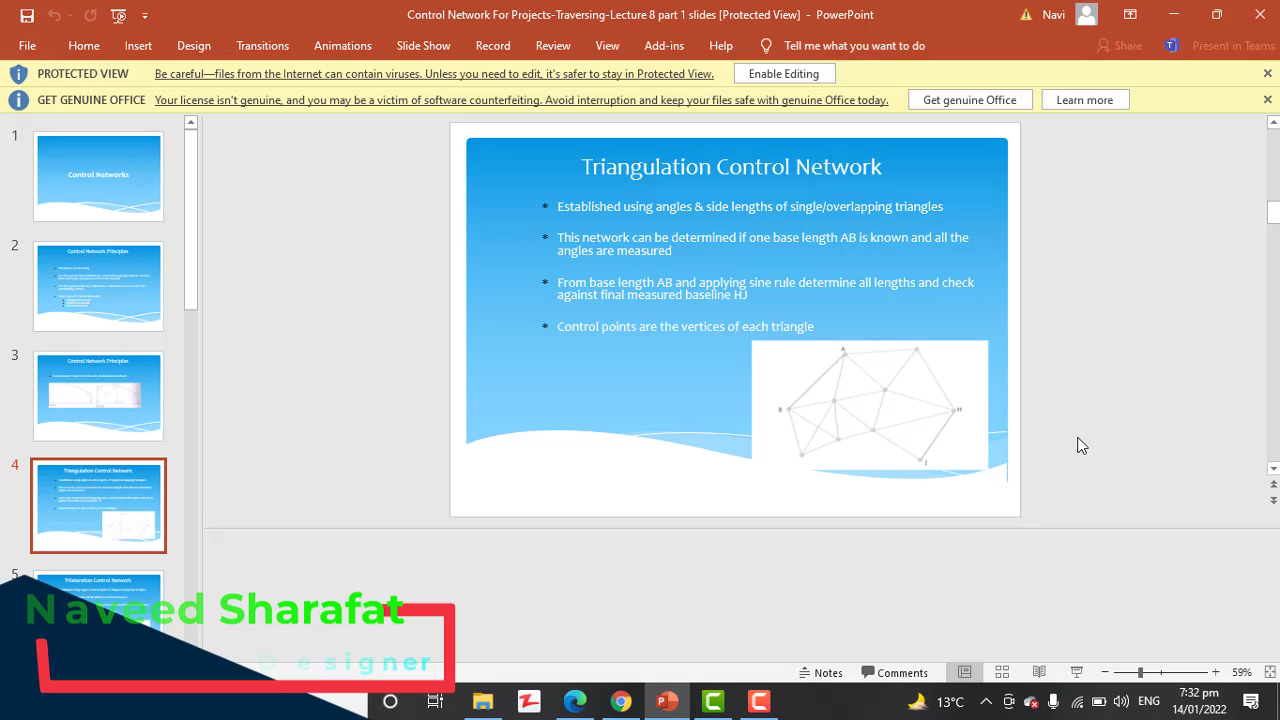 Control Network For Projects-Traversing-Lecture 8 part 1 slides [Protected View] - PowerPoint
Navi
File Home Insert Design Transitions Animations Slide Show Record Review View Add-ins Help Tell me what you want to do Share Present in Teams
PROTECTED VIEW Be careful—files from the Internet can contain viruses. Unless you need to edit, it's safer to stay in Protected View. Enable Editing
GET GENUINE OFFICE Your license isn't genuine, and you may be a victim of software counterfeiting. Avoid interruption and keep your files safe with genuine Office today. Get genuine Office Learn more
1
Control Networks
2
Control Network Principles
3
Control Network Principles
4
Triangulation Control Network
5
Trilateration Control Network
Triangulation Control Network
* Established using angles & side lengths of single/overlapping triangles
* This network can be determined if one base length AB is known and all the
angles are measured
* From base length AB and applying sine rule determine all lengths and check
against final measured baseline HJ
* Control points are the vertices of each triangle
A
B
H
J
Naveed Sharafat
Designer
Notes Comments 59%
13°C ENG
7:32 pm
14/01/2022